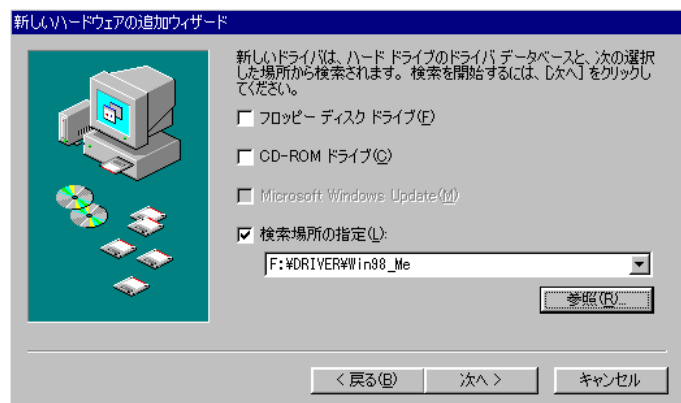 新しいハードウェアの追加ウィザード
新しいドライバは、ハード ドライブのドライバ データベースと、次の選択
した場所から検索されます。検索を開始するには、[次へ] をクリックし
てください。
フロッピー ディスク ドライブ(F)
CD-ROM ドライブ(C)
Microsoft Windows Update(M)
検索場所の指定(L):
F:¥DRIVER¥Win98_Me
参照(R)...
< 戻る(B)
次へ >
キャンセル